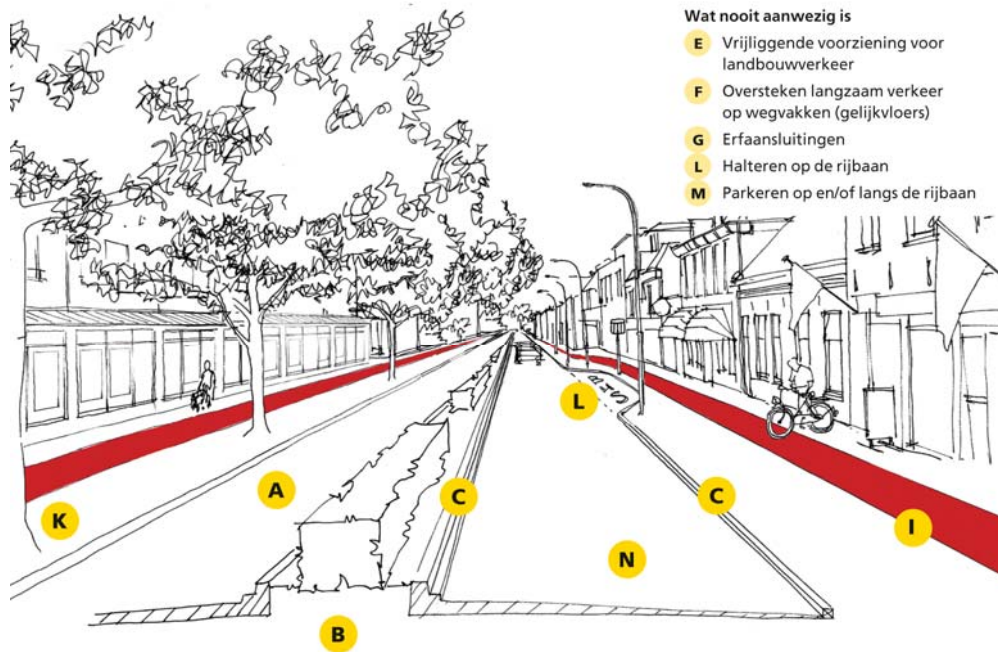 Wat nooit aanwezig is
E Vrijliggende voorziening voor
landbouwverkeer
F Oversteken langzaam verkeer
op wegvakken (gelijkvloers)
G Erfaansluitingen
L Halteren op de rijbaan
M Parkeren op en/of langs de rijbaan
BUS
L
A
C
C
K
I
N
B